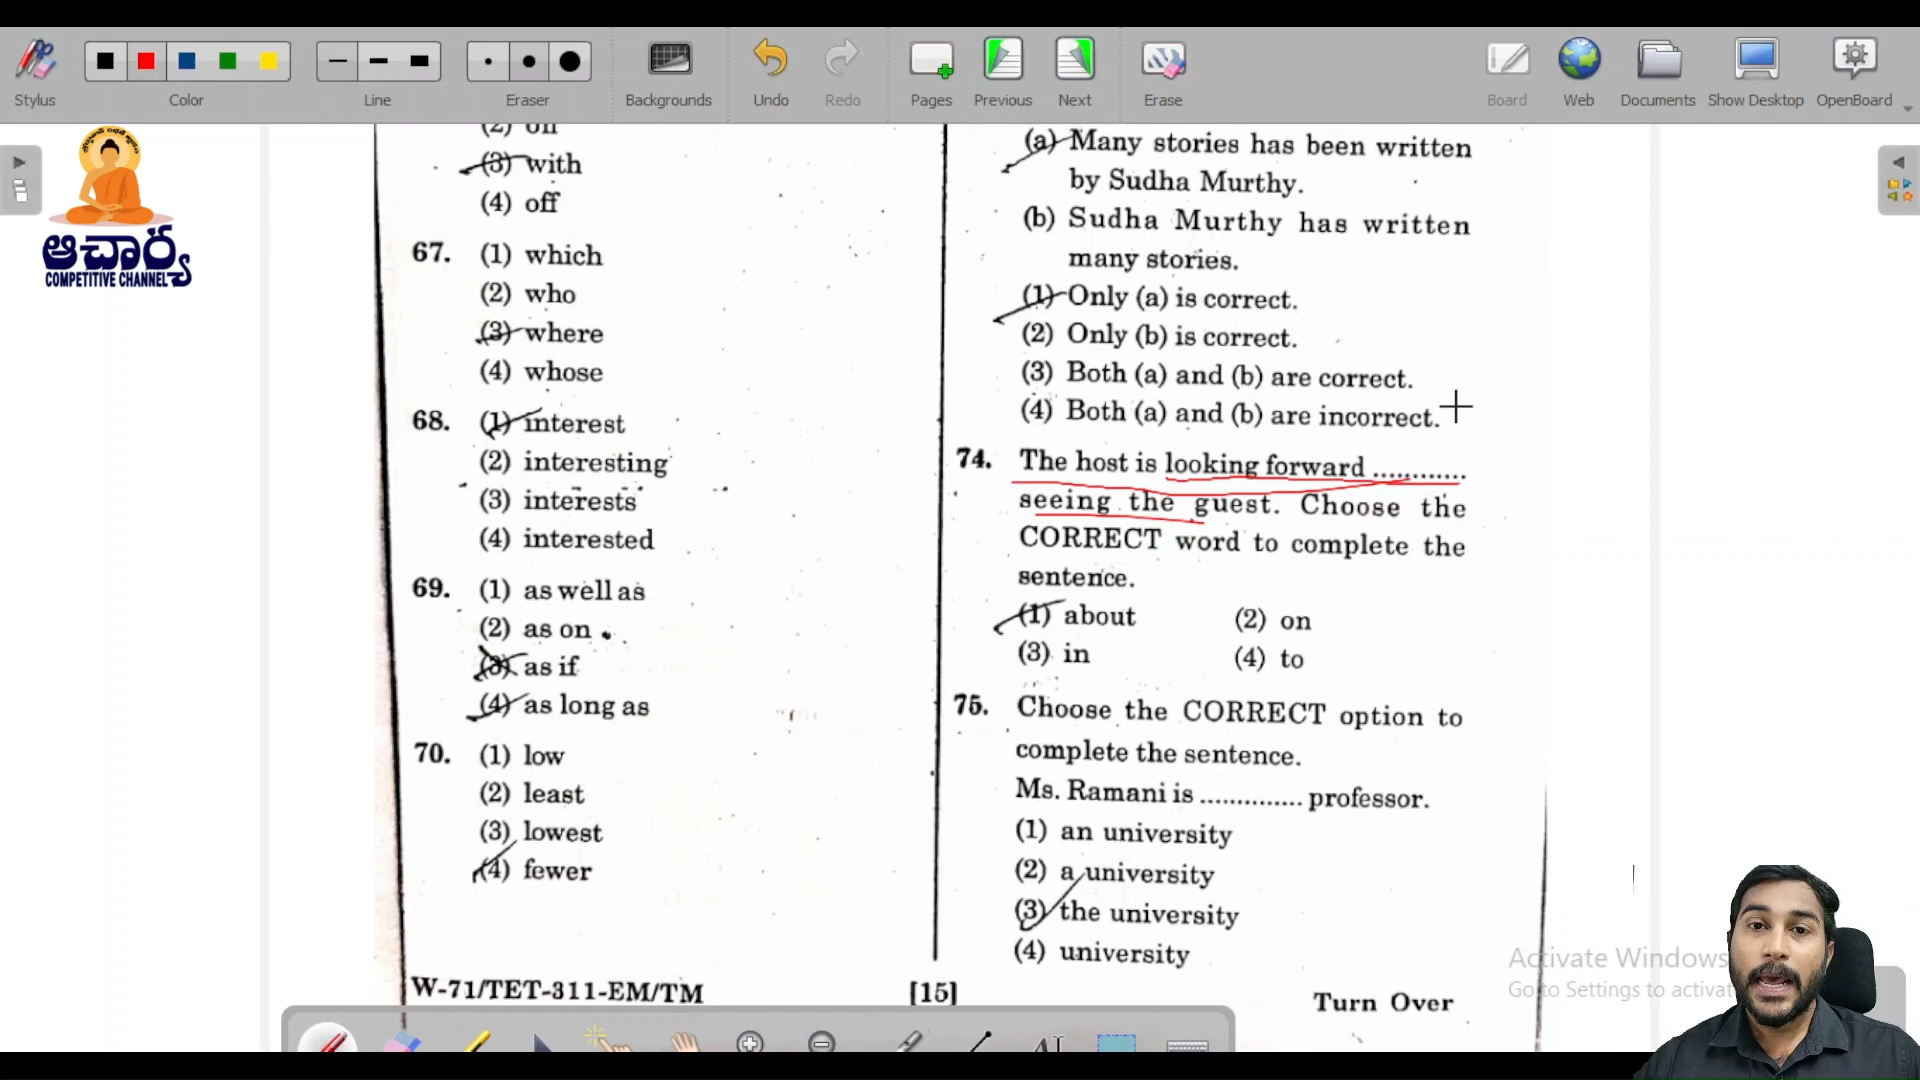 Stylus
Color
Line
Eraser
Backgrounds
Undo
Redo
Pages
Previous
Next
Erase
Board
Web
Documents
Show Desktop
OpenBoard
ఆచార్య
COMPETITIVE CHANNEL
(2) on
(3) with
(4) off
67. (1) which
(2) who
(3) where
(4) whose
68. (1) interest
(2) interesting
(3) interests
(4) interested
69. (1) as well as
(2) as on
(3) as if
(4) as long as
70. (1) low
(2) least
(3) lowest
(4) fewer
W-71/TET-311-EM/TM
(a) Many stories has been written
by Sudha Murthy.
(b) Sudha Murthy has written
many stories.
(1) Only (a) is correct.
(2) Only (b) is correct.
(3) Both (a) and (b) are correct.
(4) Both (a) and (b) are incorrect.
74. The host is looking forward ............
seeing the guest. Choose the
CORRECT word to complete the
sentence.
(1) about (2) on
(3) in (4) to
75. Choose the CORRECT option to
complete the sentence.
Ms. Ramani is .............. professor.
(1) an university
(2) a university
(3) the university
(4) university
[15]
Turn Over
Activate Windows
Go to Settings to activat